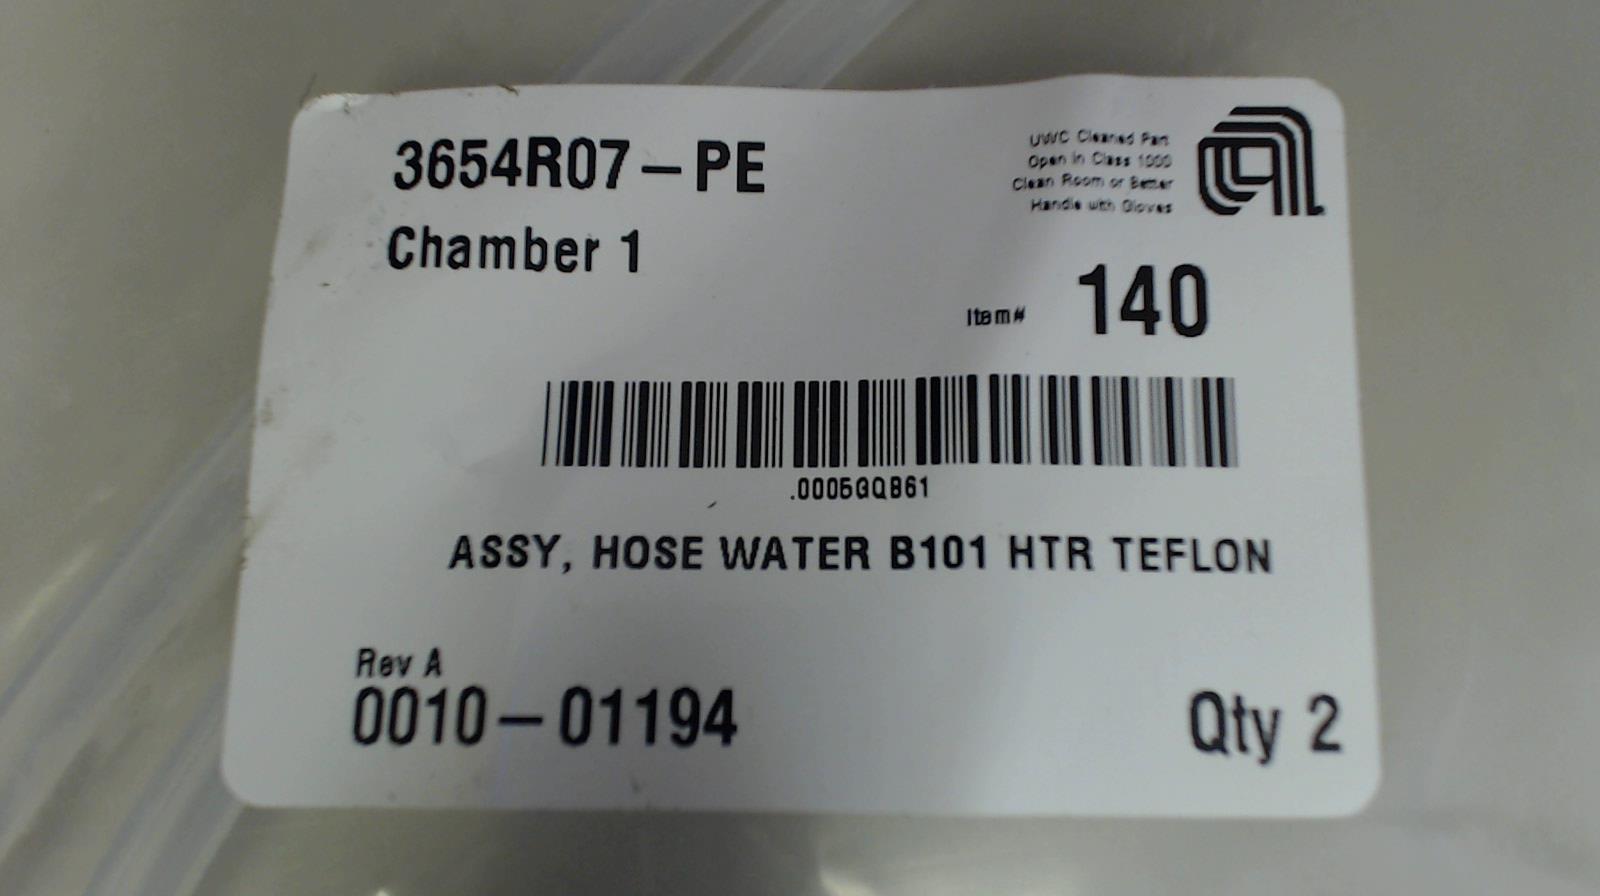 3654R07-PE
Chamber 1
UWC Cleaned Part
Open in Class 1000
Clean Room or Better
Handle with Gloves
Item# 140
.0005GQB61
ASSY, HOSE WATER B101 HTR TEFLON
Rev A
0010-01194
Qty 2